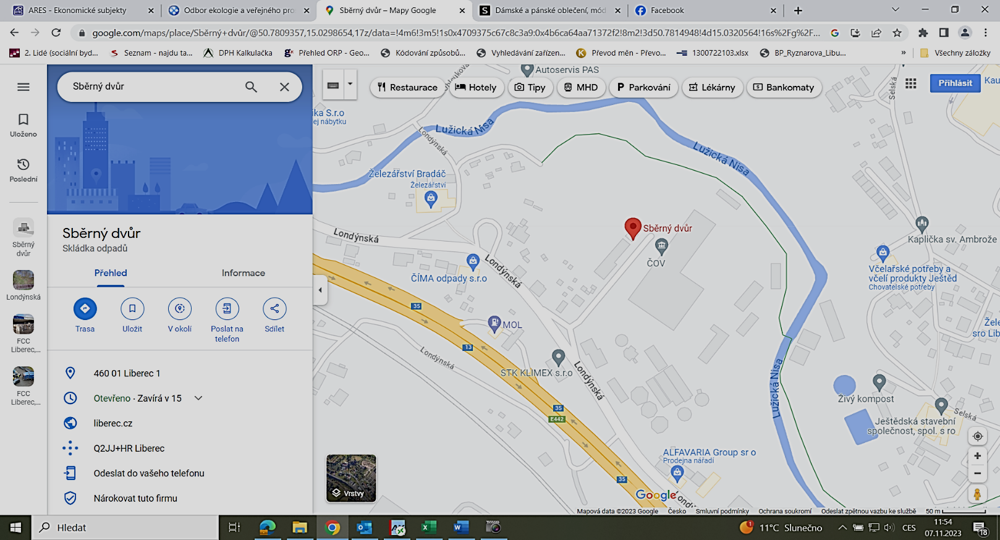 ARES - Ekonomické subjekty
Odbor ekologie a veřejného pro
Sběrný dvůr – Mapy Google
Dámské a pánské oblečení, mód
Facebook
google.com/maps/place/Sběrný+dvůr/@50.7809357,15.0298654,17z/data=!4m6!3m5!1s0x4709375c67c8c3a9:0x4b6ca64aa71372f2!8m2!3d50.7814948!4d15.0320564!16s%2Fg%2F...
2. Lidé (sociální byd...
Seznam - najdu ta...
DPH Kalkulačka
Přehled ORP - Geo...
Kódování způsobů...
Vyhledávání zařízen...
Převod měn - Převo...
1300722103.xlsx
BP_Ryznarova_Libu...
»
Všechny záložky
Sběrný dvůr
Uloženo
Poslední
Sběrný
dvůr
Londýnská
FCC
Liberec,...
FCC
Liberec,...
Sběrný dvůr
Skládka odpadů
Přehled
Informace
Trasa
Uložit
V okolí
Poslat na
telefon
Sdílet
460 01 Liberec 1
Otevřeno · Zavírá v 15
liberec.cz
Q2JJ+HR Liberec
Odeslat do vašeho telefonu
Nárokovat tuto firmu
Restaurace
Hotely
Tipy
MHD
Parkování
Lékárny
Bankomaty
Přihlásit
Autoservis PAS
Selská
Kau
ika S.r.o
ej nábytku
Lužická Nisa
Londýnská
Lužická Nisa
Železářství Bradáč
Železářství
Londýnská
Sběrný dvůr
ČOV
Kaplička sv. Ambrože
Včelařské potřeby a
včelí produkty Ještěd
Chovatelské potřeby
ČÍMA odpady s.r.o
Londýnská
35
MOL
Žele
sro Lib
13
Londýnská
STK KLIMEX s.r.o
Londýnská
Lužická Nisa
Živý kompost
35
E442
Ještědská stavební
společnost, spol. s ro
Selská
ALFAVARIA Group sr o
Prodejna nářadí
35
Vrstvy
Google
Londý
Mapová data ©2023 Google
Česko
Smluvní podmínky
Ochrana soukromí
Odeslat zpětnou vazbu ke službě
50 m
Hledat
11°C Slunečno
CES
11:54
07.11.2023
18